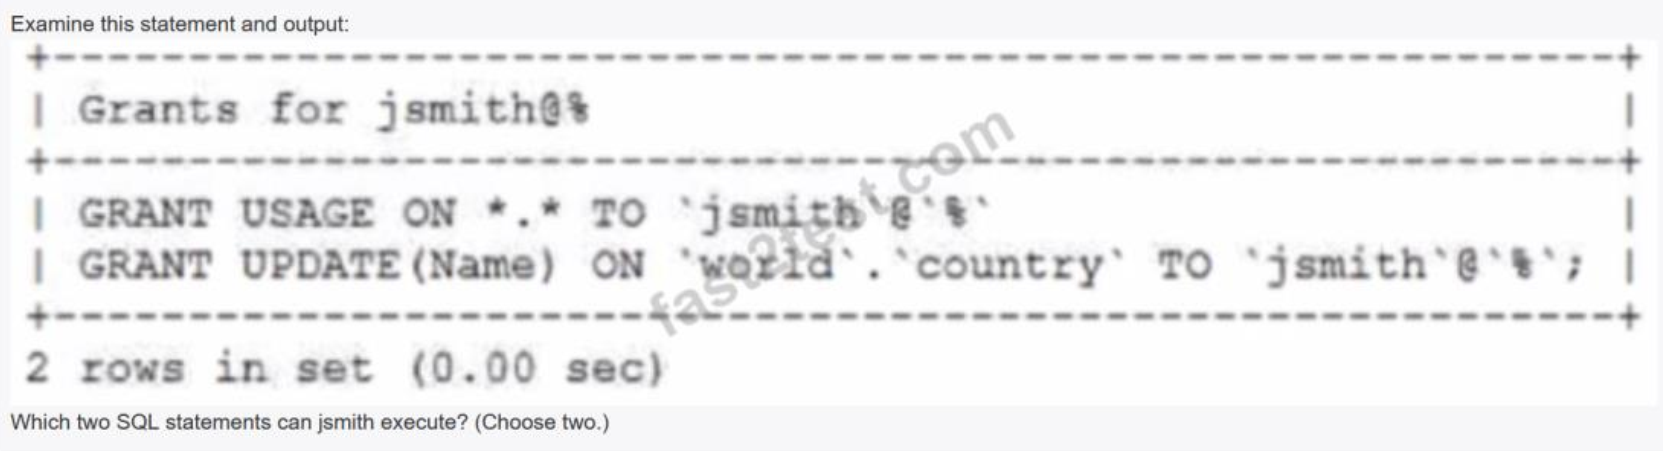 Examine this statement and output:
+------------------------------------------------------------+
| Grants for jsmith@% |
+------------------------------------------------------------+
| GRANT USAGE ON *.* TO `jsmith`@`%` |
| GRANT UPDATE(Name) ON `world`.`country` TO `jsmith`@`%`; |
+------------------------------------------------------------+
fast2test.com
2 rows in set (0.00 sec)
Which two SQL statements can jsmith execute? (Choose two.)